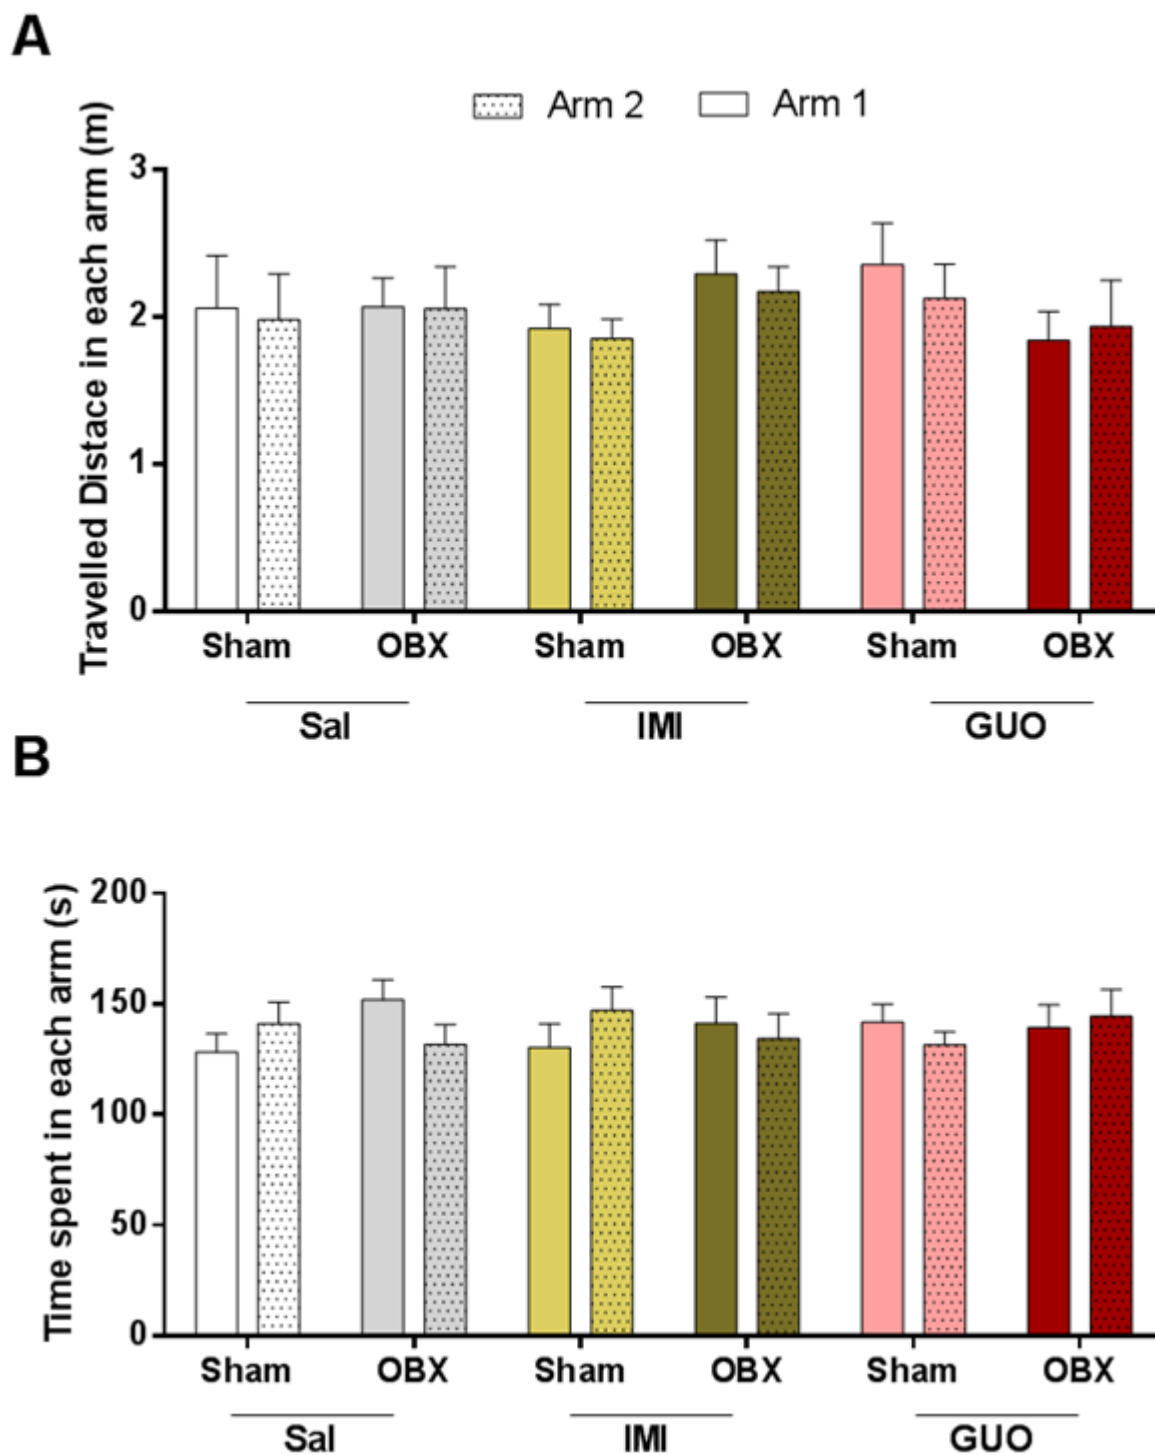 A
Arm 2 Arm 1
Travelled Distace in each arm (m)
3
2
1
0
Sham OBX Sham OBX Sham OBX
Sal IMI GUO
B
Time spent in each arm (s)
200
150
100
50
0
Sham OBX Sham OBX Sham OBX
Sal IMI GUO